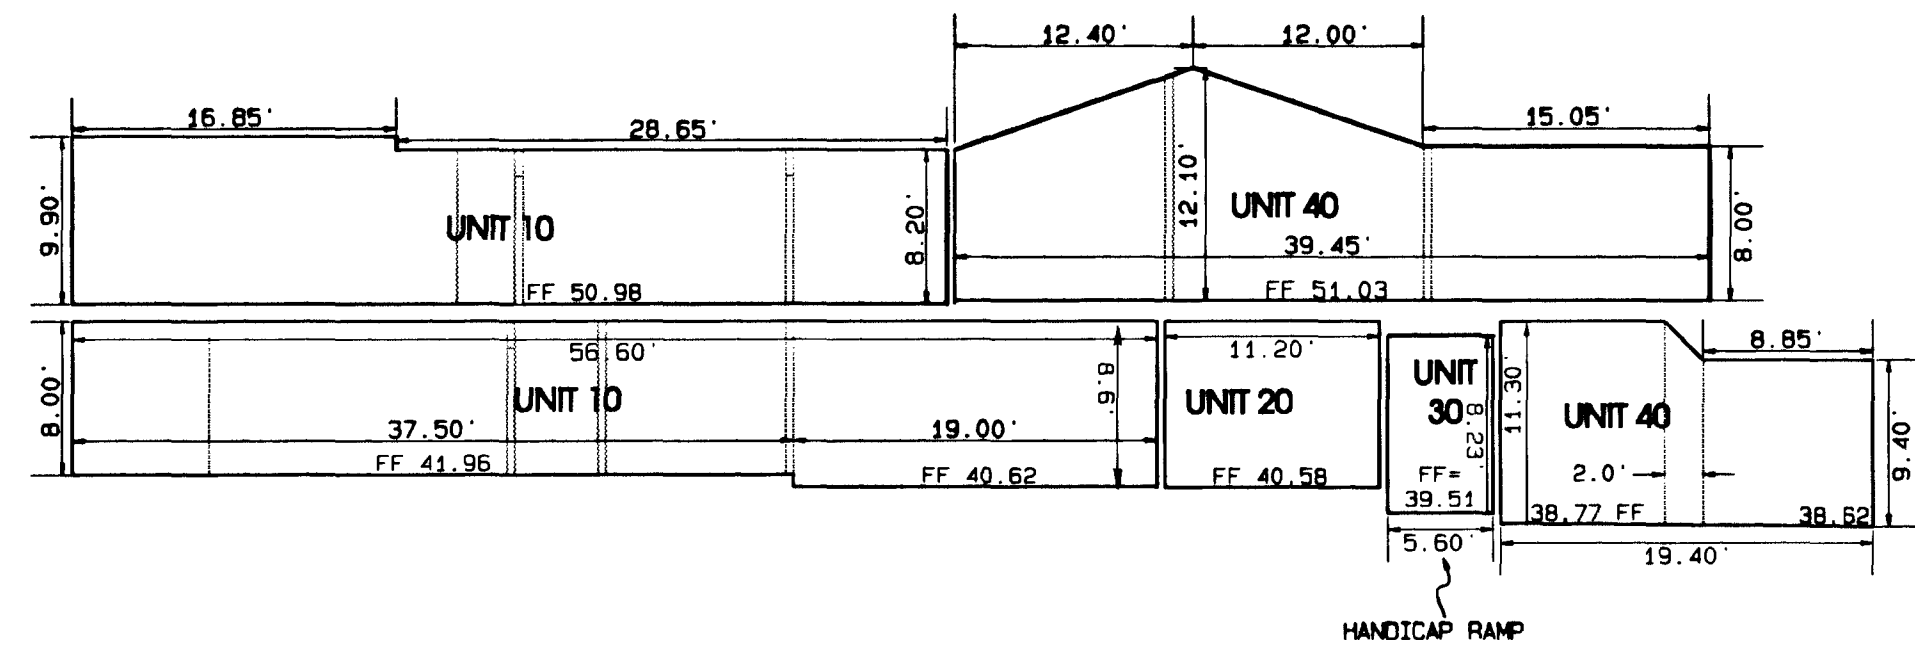 12.40'
12.00'
16.85'
28.65'
15.05'
9.90'
UNIT 10
8.20'
12.10'
UNIT 40
39.45'
8.00'
FF 50.98
FF 51.03
56.60'
11.20'
8.85'
8.00'
UNIT 10
8.6'
UNIT 20
UNIT
30
8.23'
11.30'
UNIT 40
9.40'
37.50'
19.00'
FF 41.96
FF 40.62
FF 40.58
FF=
39.51
2.0'
38.77 FF
38.62
5.60'
19.40'
HANDICAP RAMP